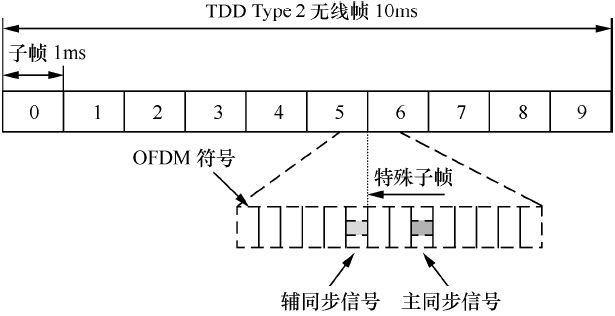 TDD Type 2 无线帧 10ms
子帧 1ms
0 1 2 3 4 5 6 7 8 9
OFDM 符号
特殊子帧
辅同步信号 主同步信号